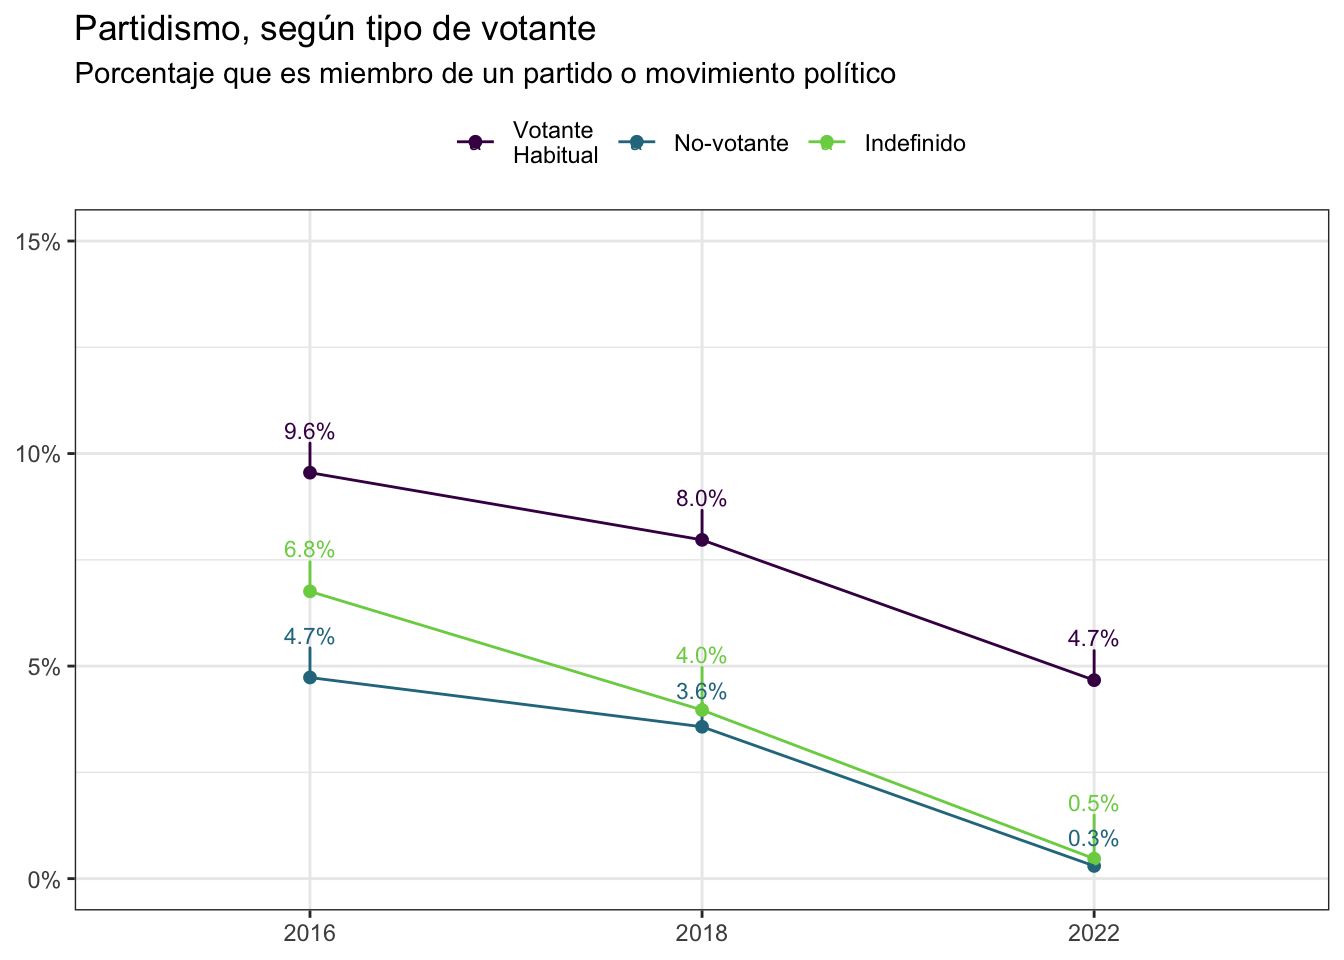 Partidismo, según tipo de votante
Porcentaje que es miembro de un partido o movimiento político
Votante
Habitual
No-votante
Indefinido
15%
10%
5%
0%
9.6%
8.0%
4.7%
6.8%
4.0%
0.5%
4.7%
3.6%
0.3%
2016
2018
2022